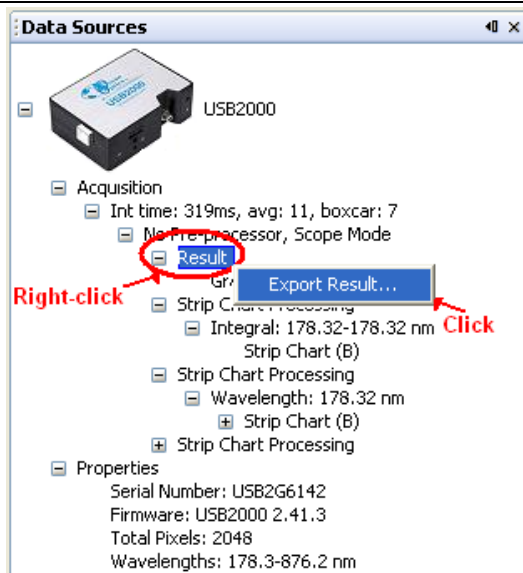 Data Sources
USB2000
USB2000
Acquisition
Int time: 319ms, avg: 11, boxcar: 7
No Pre-processor, Scope Mode
Result
Export Result...
Right-click
Click
Strip Chart Processing
Integral: 178.32-178.32 nm
Strip Chart (B)
Strip Chart Processing
Wavelength: 178.32 nm
Strip Chart (B)
Strip Chart Processing
Properties
Serial Number: USB2G6142
Firmware: USB2000 2.41.3
Total Pixels: 2048
Wavelengths: 178.3-876.2 nm